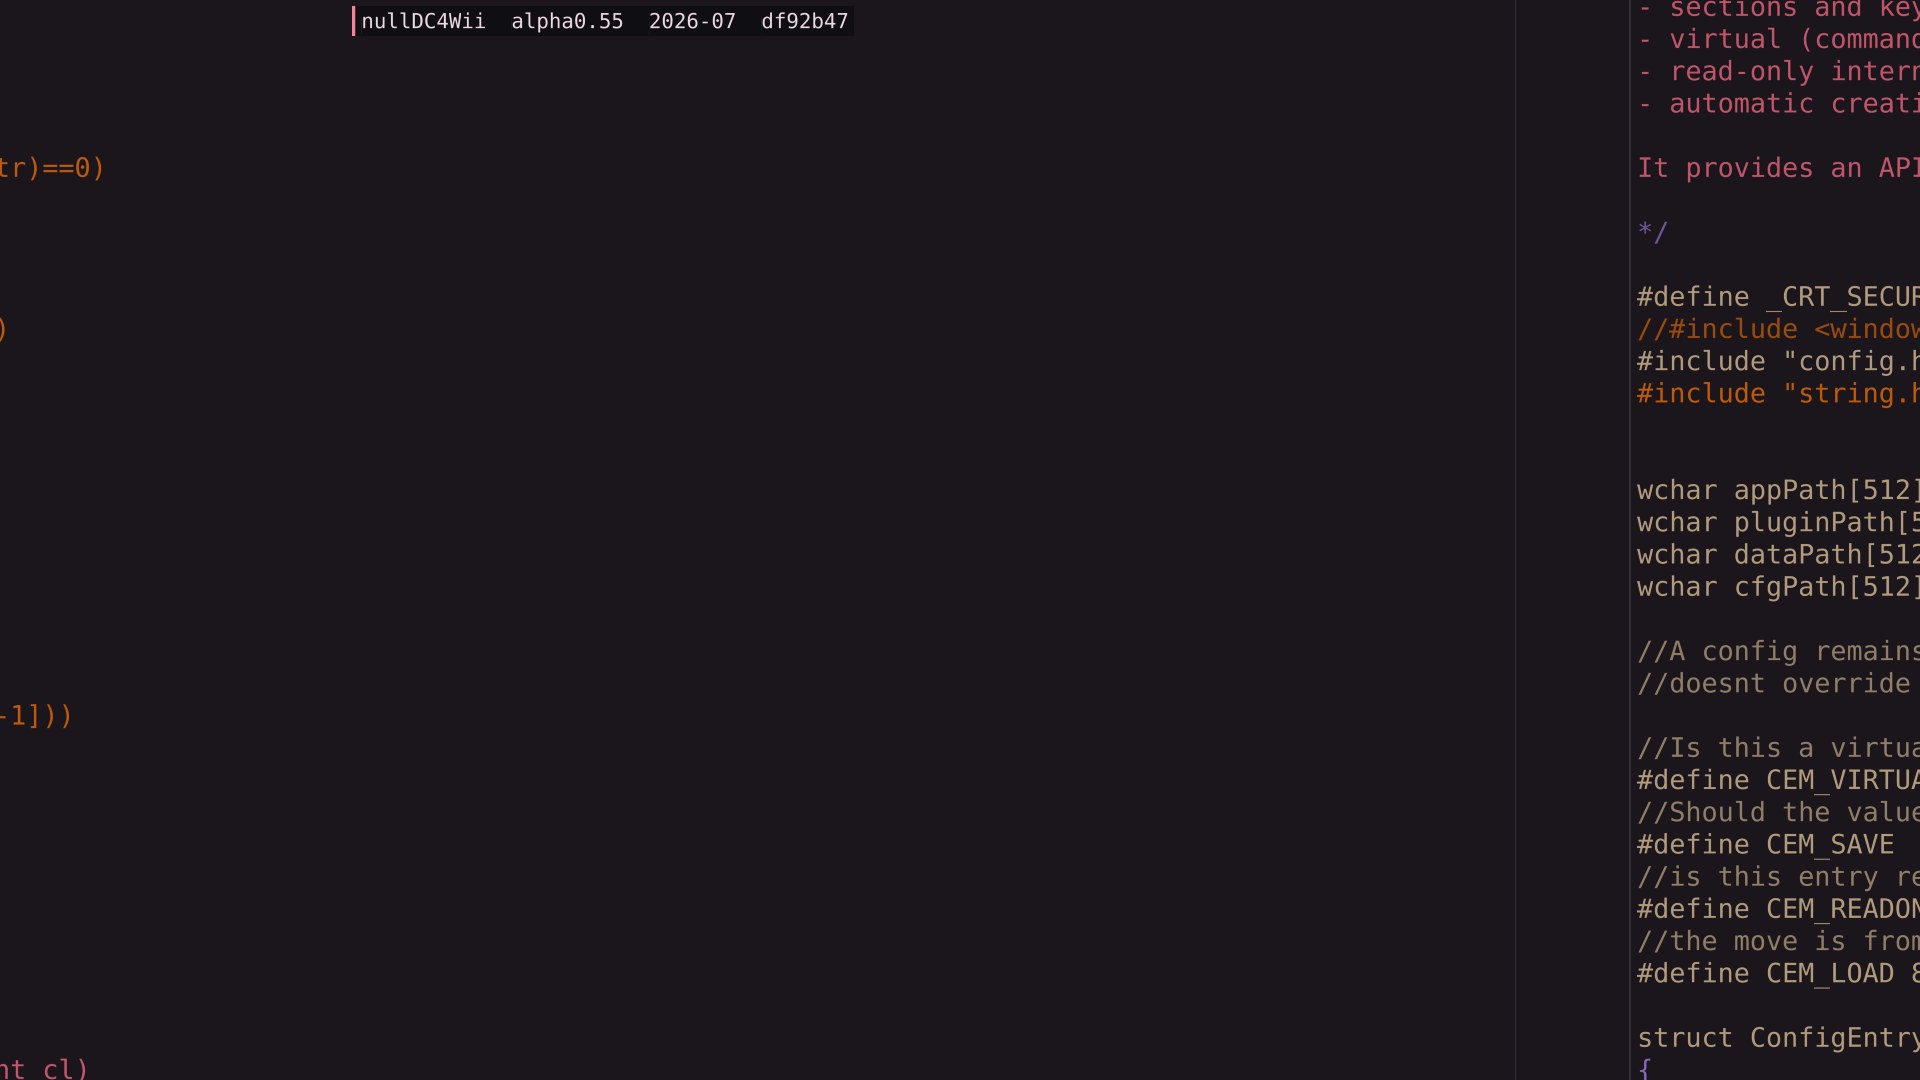 nullDC4Wii alpha0.55 2026-07 df92b47
tr)==0)
)
-1]))
nt cl)
- sections and key
- virtual (command
- read-only intern
- automatic creati
It provides an API
*/
#define _CRT_SECUR
//#include <window
#include "config.h
#include "string.h
wchar appPath[512]
wchar pluginPath[5
wchar dataPath[512
wchar cfgPath[512]
//A config remains
//doesnt override
//Is this a virtua
#define CEM_VIRTUA
//Should the value
#define CEM_SAVE
//is this entry re
#define CEM_READON
//the move is from
#define CEM_LOAD 8
struct ConfigEntry
{